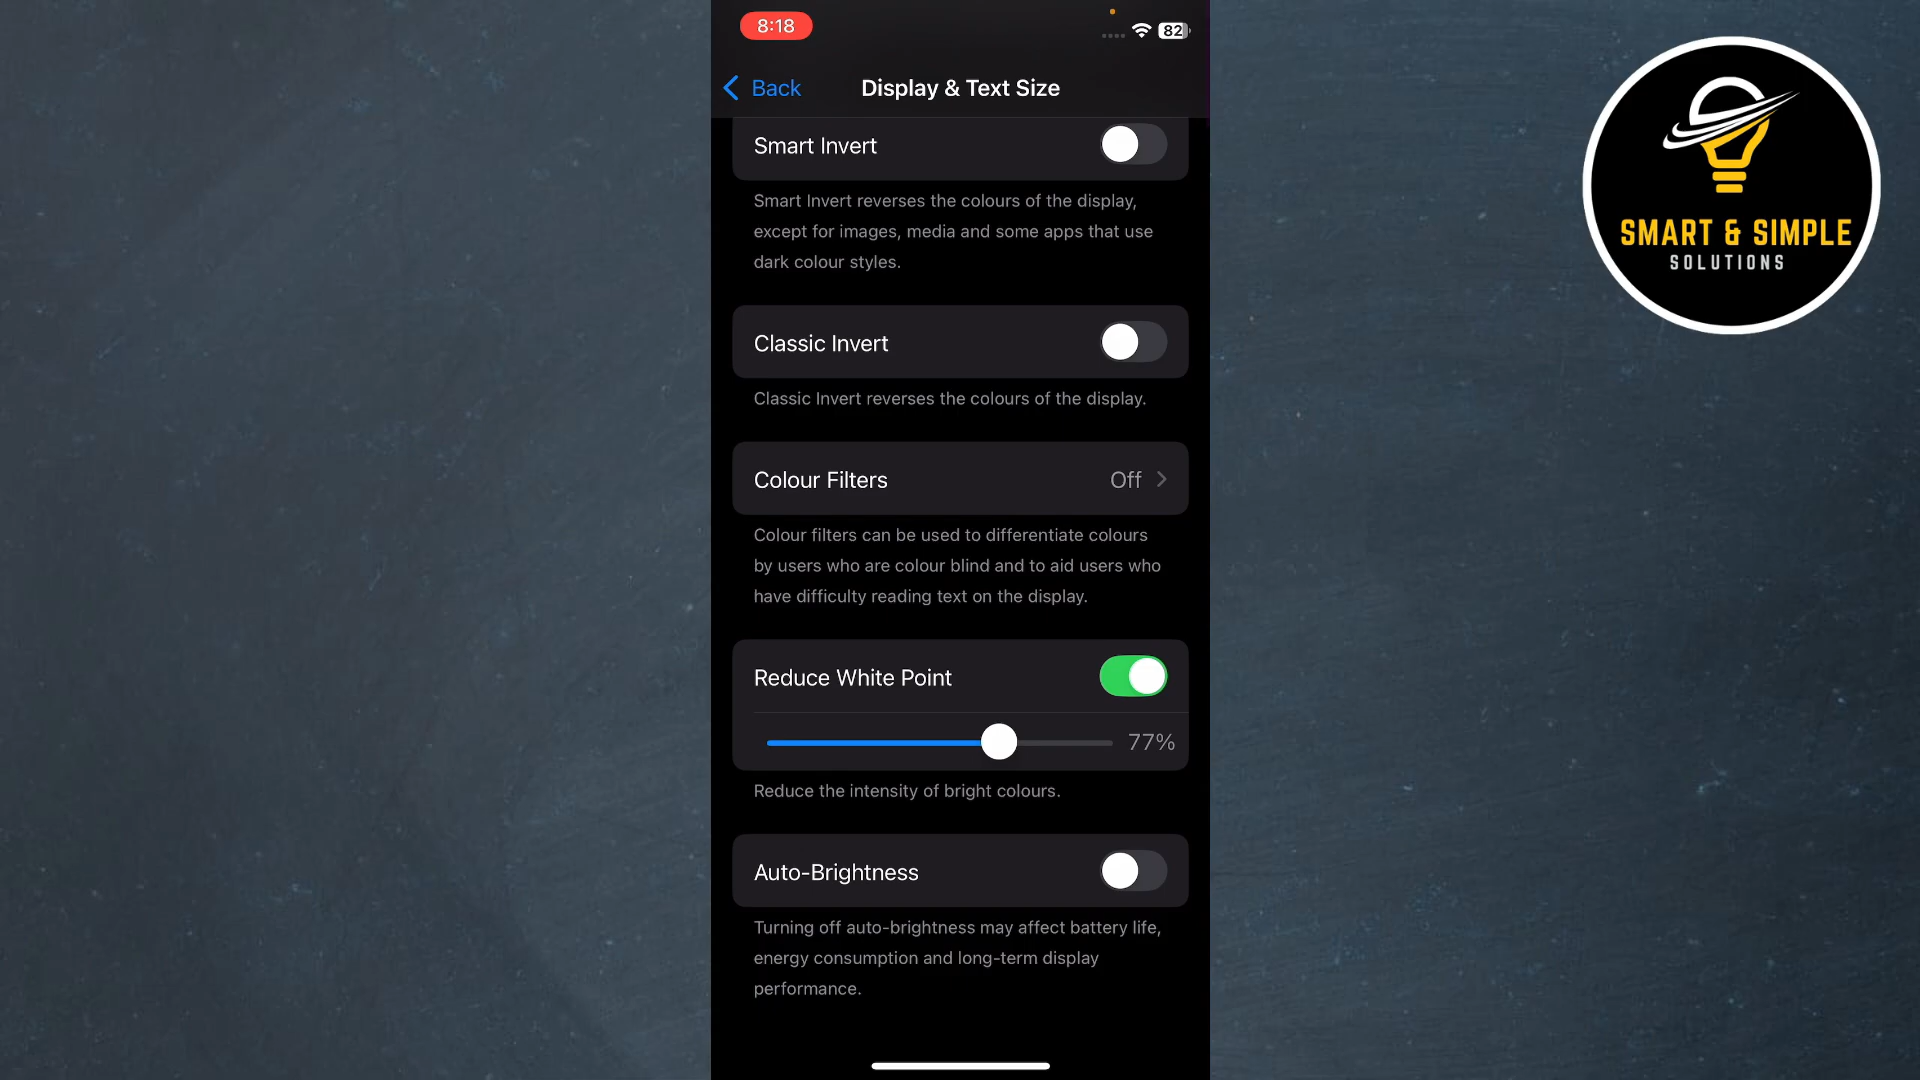 8:18
82
Back
Display & Text Size
Smart Invert
Smart Invert reverses the colours of the display,
except for images, media and some apps that use
dark colour styles.
Classic Invert
Classic Invert reverses the colours of the display.
Colour Filters Off
Colour filters can be used to differentiate colours
by users who are colour blind and to aid users who
have difficulty reading text on the display.
Reduce White Point
77%
Reduce the intensity of bright colours.
Auto-Brightness
Turning off auto-brightness may affect battery life,
energy consumption and long-term display
performance.
SMART & SIMPLE
SOLUTIONS